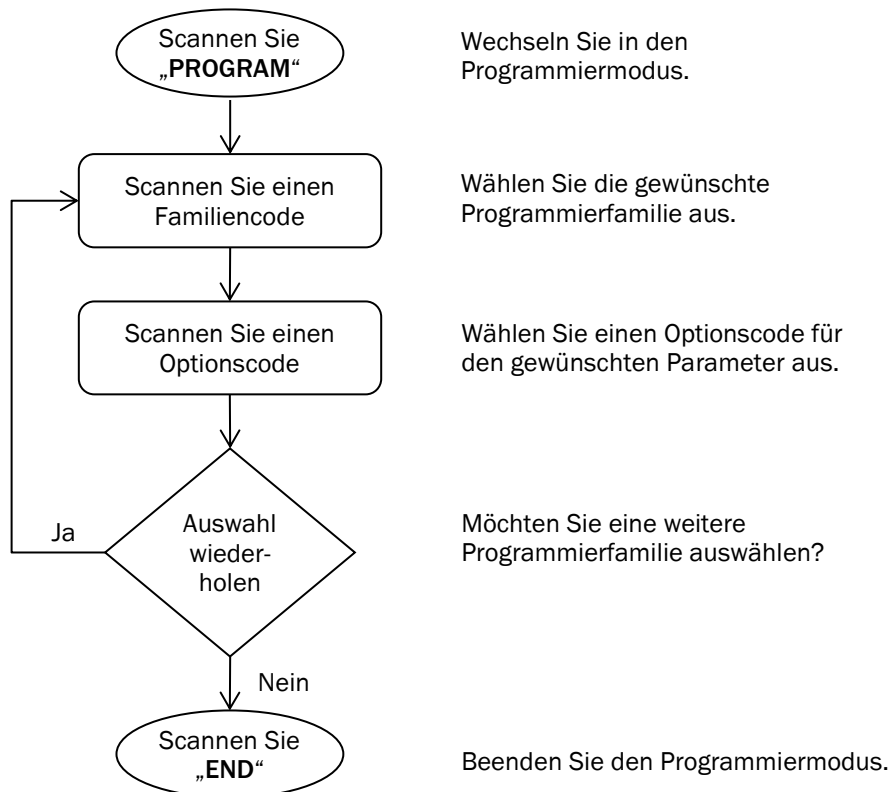 Scannen Sie
„PROGRAM“
Wechseln Sie in den
Programmiermodus.
Scannen Sie einen
Familiencode
Wählen Sie die gewünschte
Programmierfamilie aus.
Scannen Sie einen
Optionscode
Wählen Sie einen Optionscode für
den gewünschten Parameter aus.
Ja
Auswahl
wieder-
holen
Möchten Sie eine weitere
Programmierfamilie auswählen?
Nein
Scannen Sie
„END“
Beenden Sie den Programmiermodus.